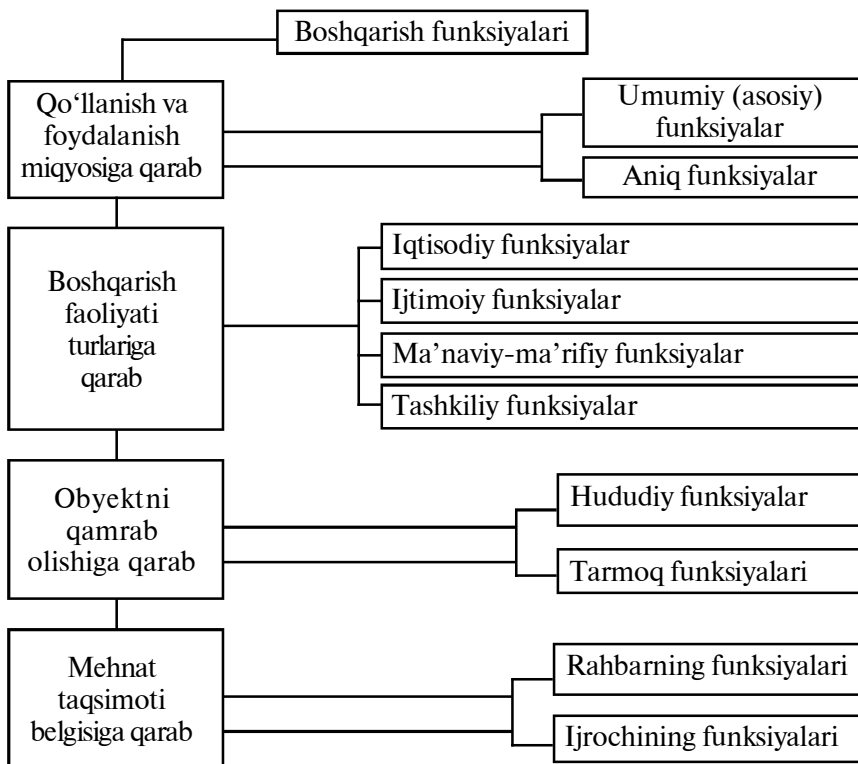 Boshqarish funksiyalari
Qo‘llanish va
foydalanish
miqyosiga qarab
Umumiy (asosiy)
funksiyalar
Aniq funksiyalar
Boshqarish
faoliyati
turlariga
qarab
Iqtisodiy funksiyalar
Ijtimoiy funksiyalar
Ma’naviy-ma’rifiy funksiyalar
Tashkiliy funksiyalar
Obyektni
qamrab
olishiga qarab
Hududiy funksiyalar
Tarmoq funksiyalari
Mehnat
taqsimoti
belgisiga qarab
Rahbarning funksiyalari
Ijrochining funksiyalari